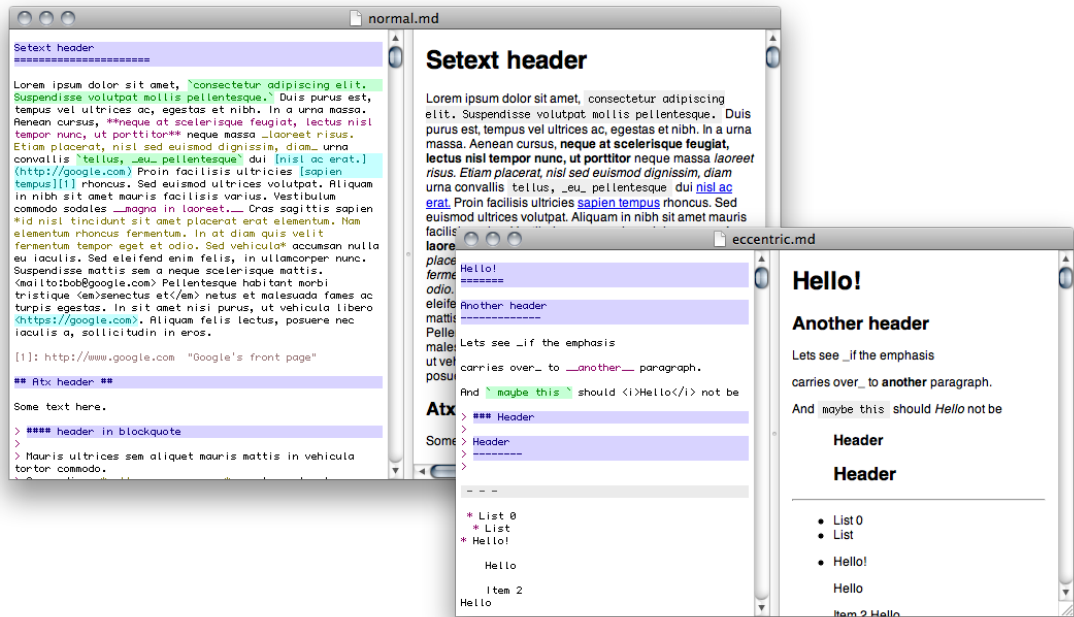 normal.md
Setext header
======================
Lorem ipsum dolor sit amet, `consectetur adipiscing elit.
Suspendisse volutpat mollis pellentesque.` Duis purus est,
tempus vel ultrices ac, egestas et nibh. In a urna massa.
Aenean cursus, **neque at scelerisque feugiat, lectus nisl
tempor nunc, ut porttitor** neque massa _laoreet risus.
Etiam placerat, nisl sed euismod dignissim, diam_ urna
convallis `tellus, _eu_ pellentesque` dui [nisl ac erat.]
(http://google.com) Proin facilisis ultricies [sapien
tempus][1] rhoncus. Sed euismod ultrices volutpat. Aliquam
in nibh sit amet mauris facilisis varius. Vestibulum
commodo sodales __magna in laoreet.__ Cras sagittis sapien
*id nisl tincidunt sit amet placerat erat elementum. Nam
elementum rhoncus fermentum. In at diam quis velit
fermentum tempor eget et odio. Sed vehicula* accumsan nulla
eu iaculis. Sed eleifend enim felis, in ullamcorper nunc.
Suspendisse mattis sem a neque scelerisque mattis.
<mailto:bob@google.com> Pellentesque habitant morbi
tristique <em>senectus et</em> netus et malesuada fames ac
turpis egestas. In sit amet nisi purus, ut vehicula libero
<https://google.com>. Aliquam felis lectus, posuere nec
iaculis a, sollicitudin in eros.
[1]: http://www.google.com  "Google's front page"
## Atx header ##
Some text here.
> #### header in blockquote
>
> Mauris ultrices sem aliquet mauris mattis in vehicula
tortor commodo.
Setext header
Lorem ipsum dolor sit amet, consectetur adipiscing
elit. Suspendisse volutpat mollis pellentesque. Duis
purus est, tempus vel ultrices ac, egestas et nibh. In a urna
massa. Aenean cursus, neque at scelerisque feugiat,
lectus nisl tempor nunc, ut porttitor neque massa laoreet
risus. Etiam placerat, nisl sed euismod dignissim, diam
urna convallis tellus, _eu_ pellentesque dui nisl ac
erat. Proin facilisis ultricies sapien tempus rhoncus. Sed
euismod ultrices volutpat. Aliquam in nibh sit amet mauris
eccentric.md
Hello!
=======
Another header
-------------
Lets see _if the emphasis
carries over_ to __another__ paragraph.
And ` maybe this ` should <i>Hello</i> not be
> ### Header
>
> Header
> --------
>
- - -
* List 0
* List
* Hello!
Hello
Item 2
Hello
Hello!
Another header
Lets see _if the emphasis
carries over_ to another paragraph.
And maybe this should Hello not be
Header
Header
List 0
List
Hello!
Hello
Item 2 Hello